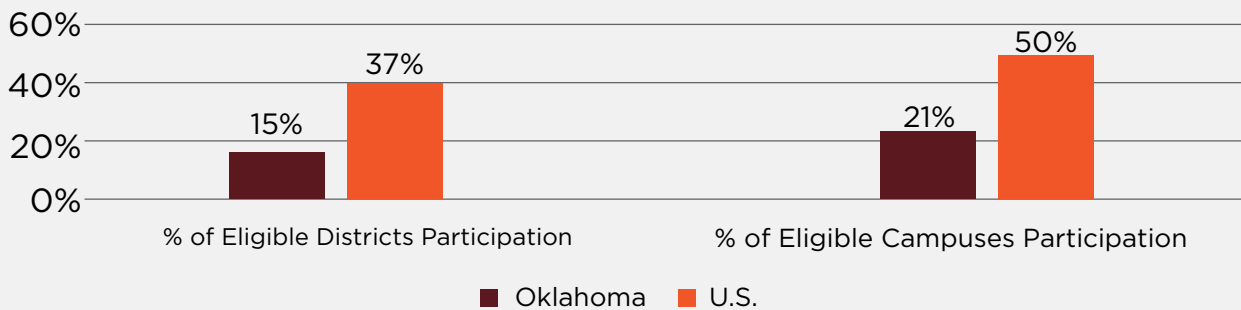 60%
50%
37%
40%
15%
21%
20%
0%
% of Eligible Districts Participation
% of Eligible Campuses Participation
Oklahoma
U.S.